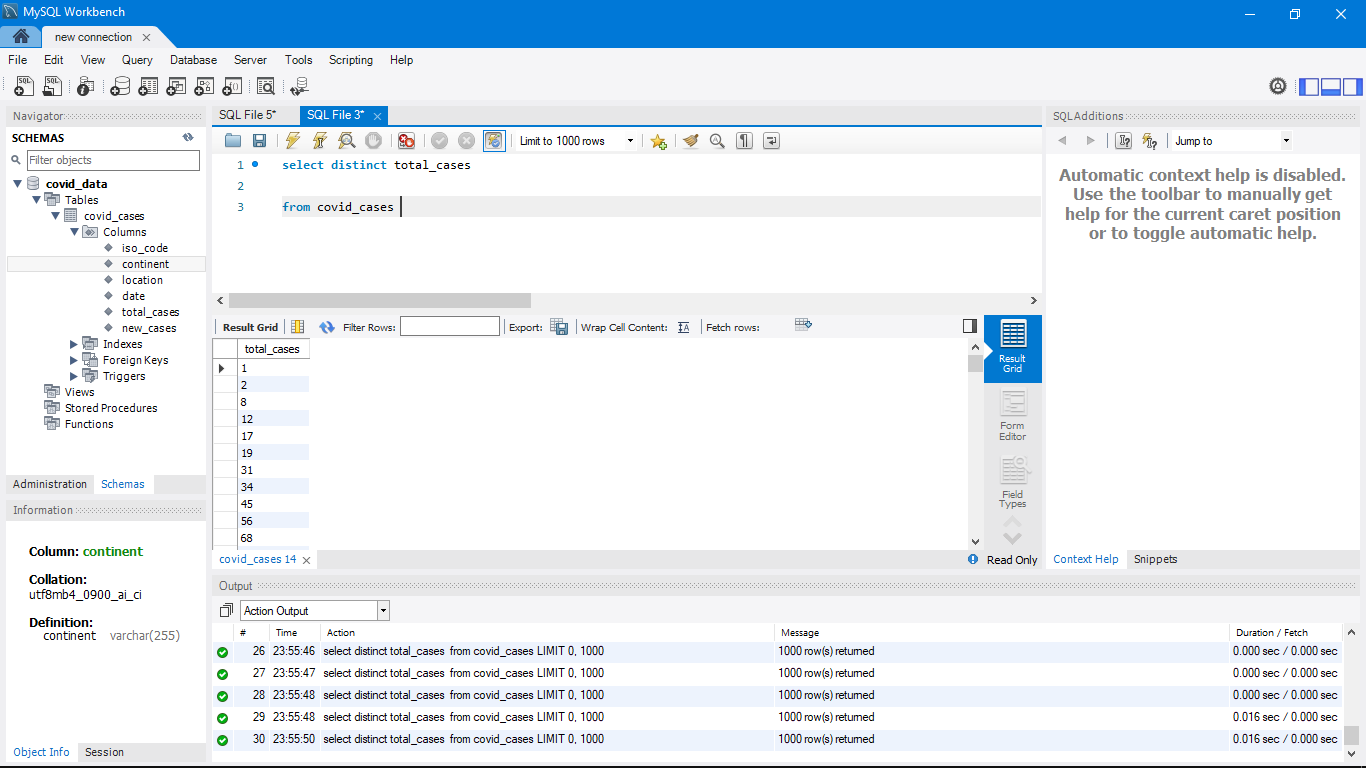 MySQL Workbench
new connection
File Edit View Query Database Server Tools Scripting Help
Navigator
SCHEMAS
Filter objects
covid_data
Tables
covid_cases
Columns
iso_code
continent
location
date
total_cases
new_cases
Indexes
Foreign Keys
Triggers
Views
Stored Procedures
Functions
Administration Schemas
Information
Column: continent
Collation:
utf8mb4_0900_ai_ci
Definition:
continent varchar(255)
Object Info Session
SQL File 5* SQL File 3*
Limit to 1000 rows
1 select distinct total_cases
2
3 from covid_cases
Result Grid Filter Rows: Export: Wrap Cell Content: Fetch rows:
total_cases
1
2
8
12
17
19
31
34
45
56
68
Result
Grid
Form
Editor
Field
Types
covid_cases 14 Read Only
Output
Action Output
# Time Action Message Duration / Fetch
26 23:55:46 select distinct total_cases from covid_cases LIMIT 0, 1000 1000 row(s) returned 0.000 sec / 0.000 sec
27 23:55:47 select distinct total_cases from covid_cases LIMIT 0, 1000 1000 row(s) returned 0.000 sec / 0.000 sec
28 23:55:48 select distinct total_cases from covid_cases LIMIT 0, 1000 1000 row(s) returned 0.000 sec / 0.000 sec
29 23:55:48 select distinct total_cases from covid_cases LIMIT 0, 1000 1000 row(s) returned 0.016 sec / 0.000 sec
30 23:55:50 select distinct total_cases from covid_cases LIMIT 0, 1000 1000 row(s) returned 0.016 sec / 0.000 sec
SQLAdditions
Jump to
Automatic context help is disabled.
Use the toolbar to manually get
help for the current caret position
or to toggle automatic help.
Context Help Snippets